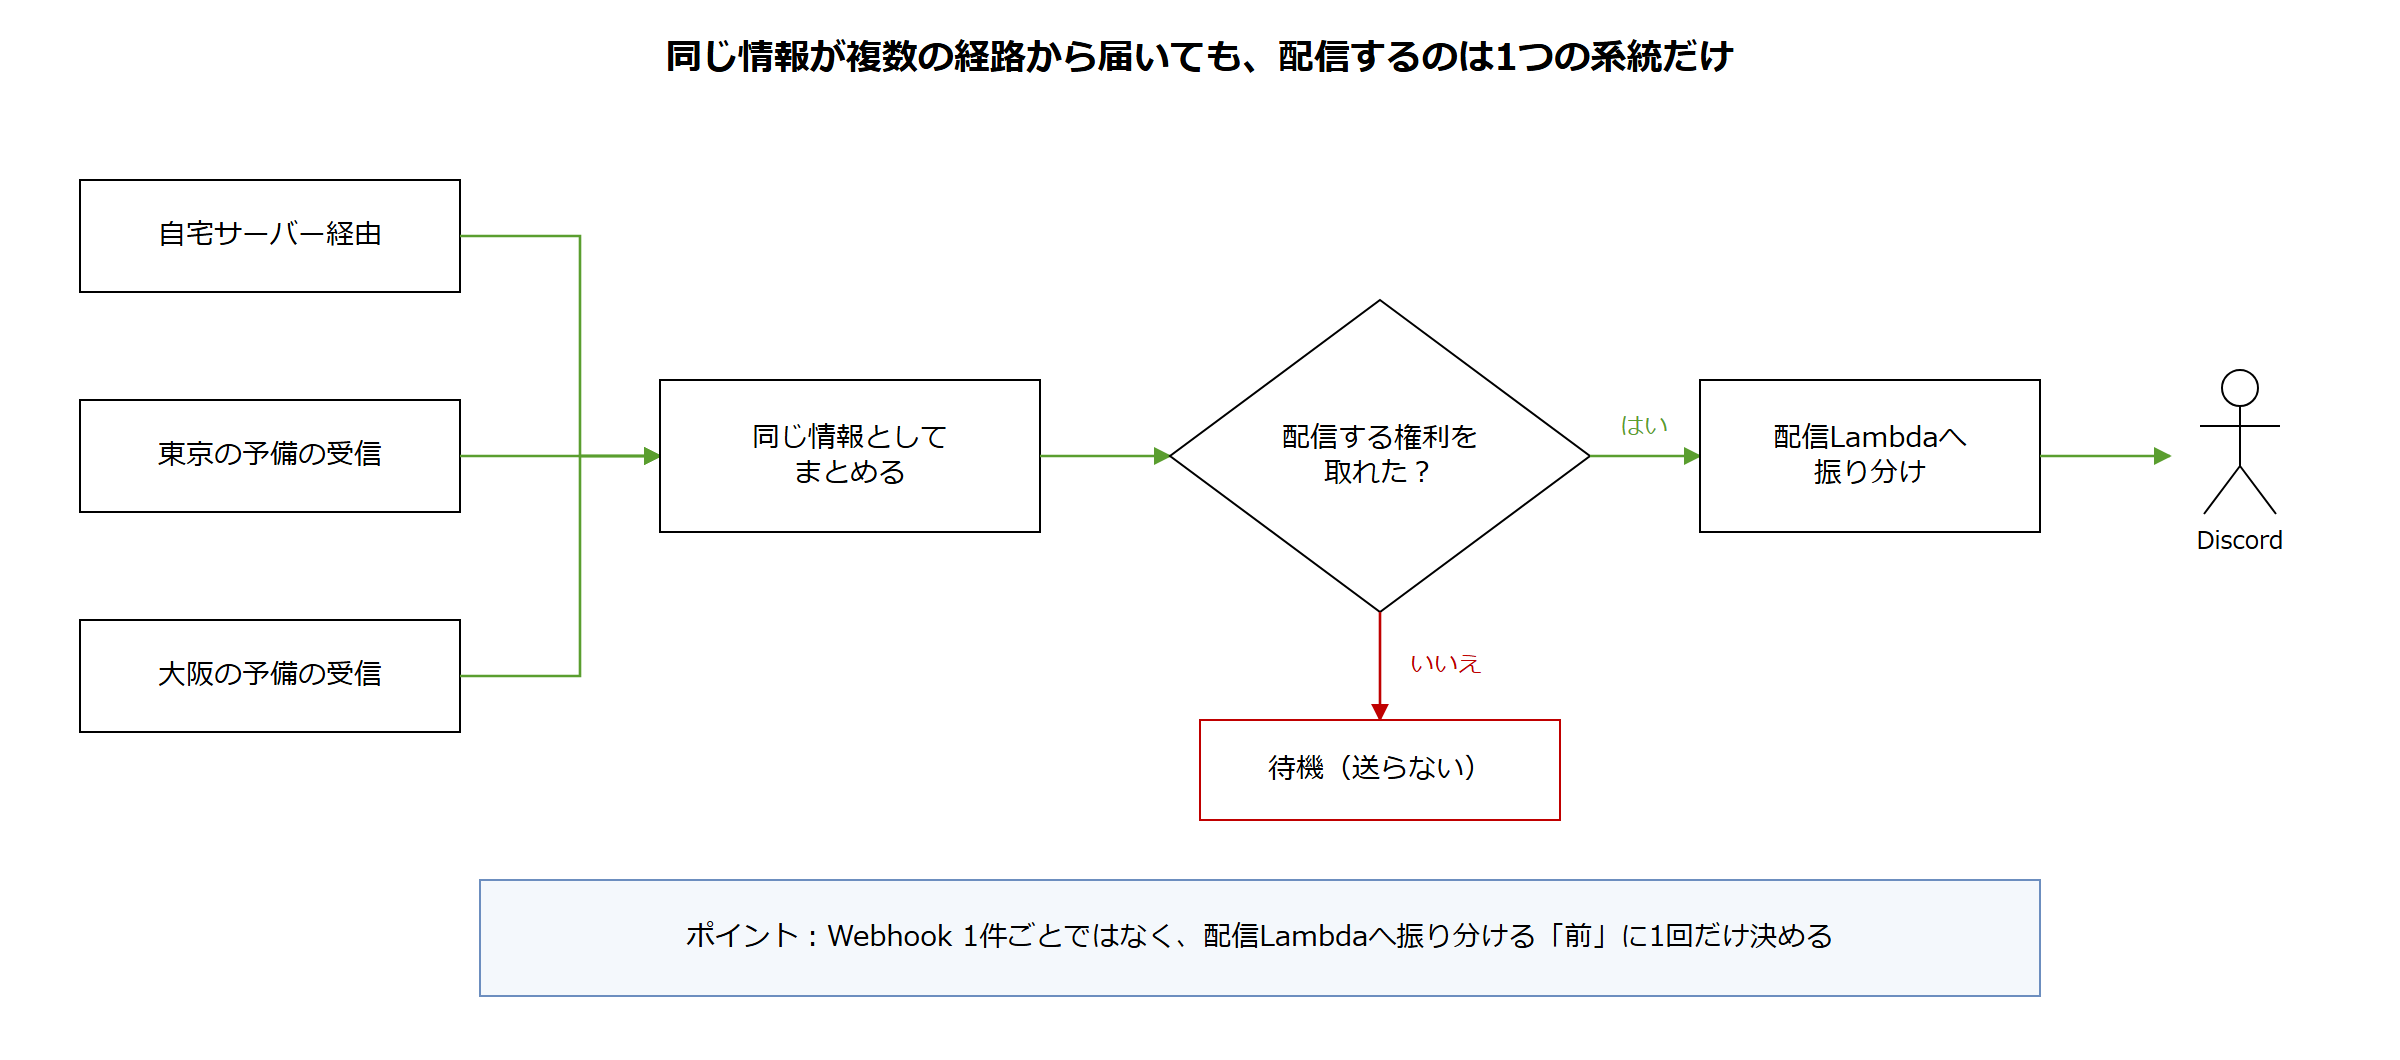 同じ情報が複数の経路から届いても、配信するのは1つの系統だけ
自宅サーバー経由
東京の予備の受信
大阪の予備の受信
同じ情報として
まとめる
配信する権利を
取れた？
はい
いいえ
配信Lambdaへ
振り分け
Discord
待機（送らない）
ポイント：Webhook 1件ごとではなく、配信Lambdaへ振り分ける「前」に1回だけ決める